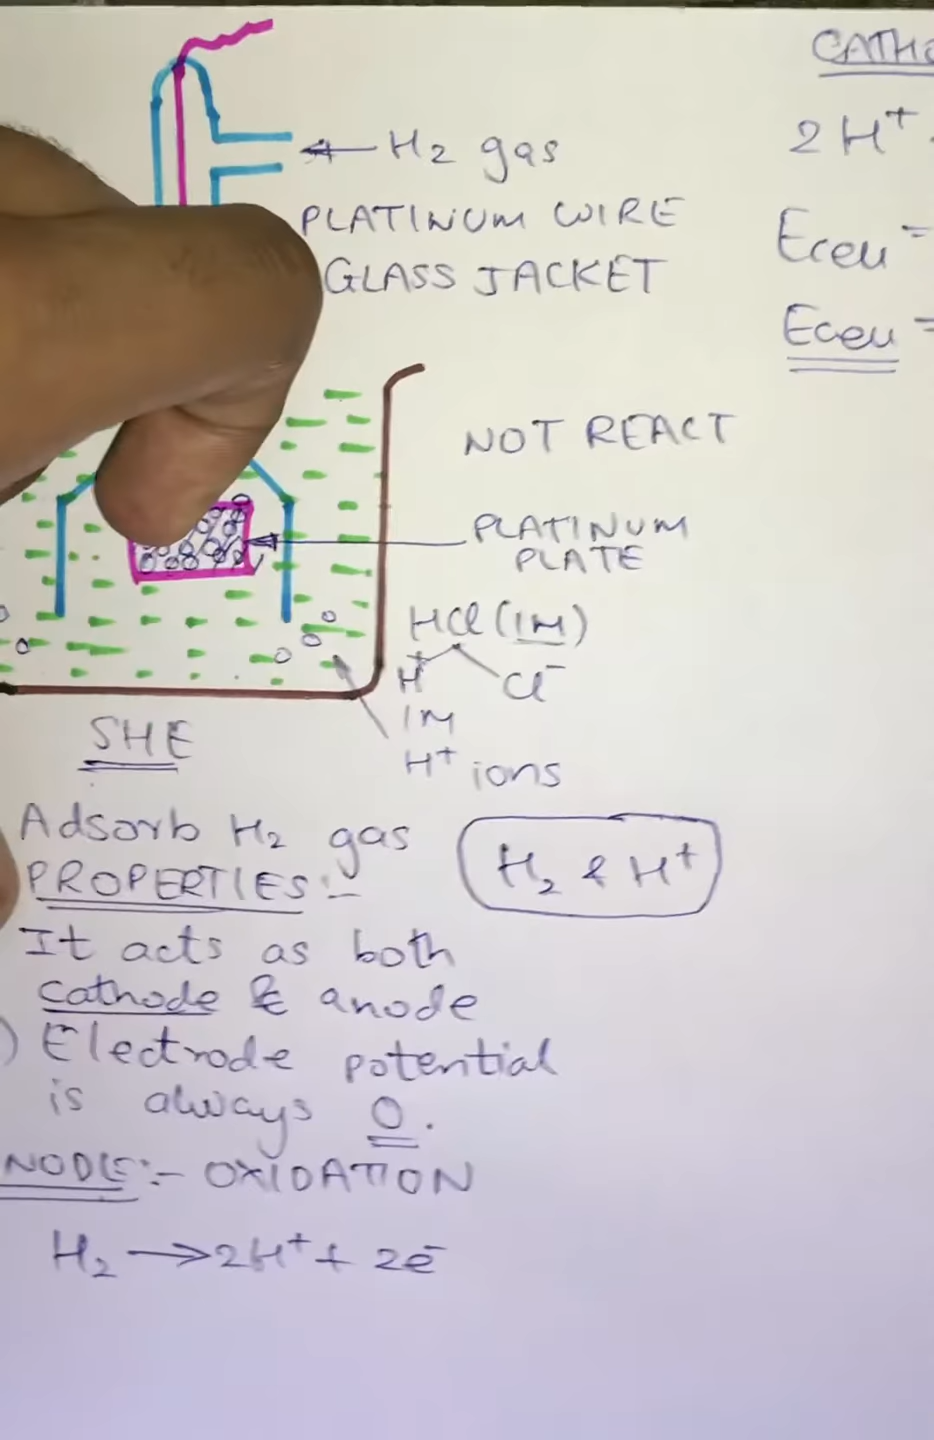 H₂ gas
PLATINUM WIRE
GLASS JACKET
NOT REACT
PLATINUM
PLATE
HCl (1M)
H⁺ Cl⁻
1M
H⁺ ions
SHE
Adsorb H₂ gas
H₂ & H⁺
PROPERTIES:-
It acts as both
cathode & anode
) Electrode potential
is always 0.
NODE:- OXIDATION
H₂ → 2H⁺ + 2e⁻
CATHO
2H⁺
Ecell =
Ecell =